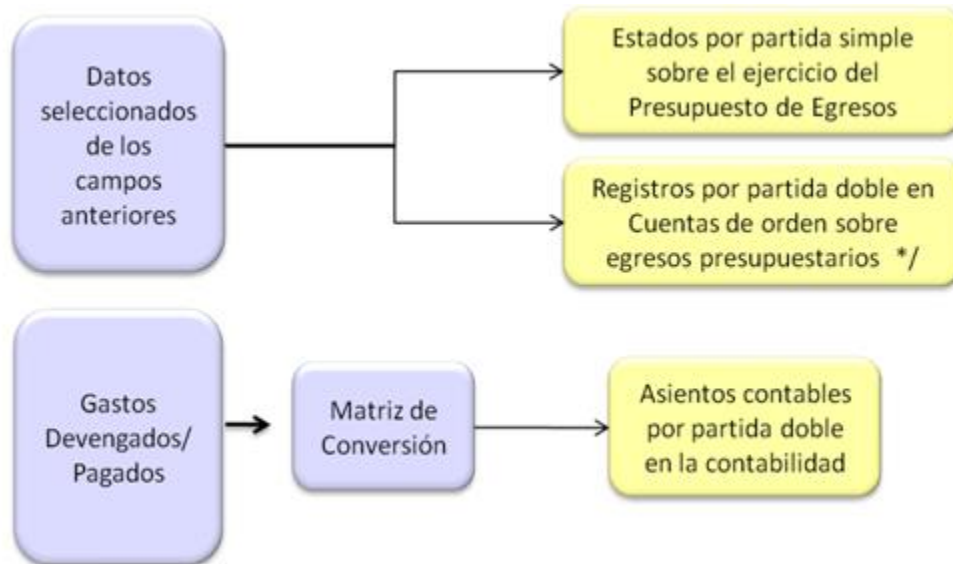 Datos
seleccionados
de los
campos
anteriores
Estados por partida simple
sobre el ejercicio del
Presupuesto de Egresos
Registros por partida doble en
Cuentas de orden sobre
egresos presupuestarios */
Gastos
Devengados/
Pagados
Matriz de
Conversión
Asientos contables
por partida doble
en la contabilidad